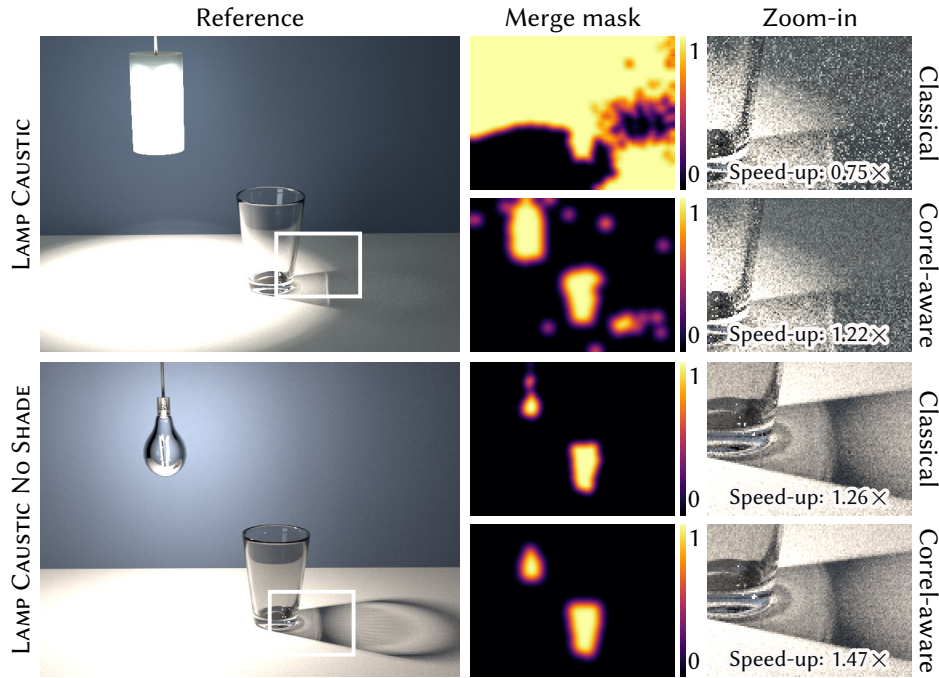 Reference
Merge mask
Zoom-in
LAMP CAUSTIC
1
0
Speed-up: 0.75×
Classical
1
0
Speed-up: 1.22×
Correl-aware
LAMP CAUSTIC NO SHADE
1
0
Speed-up: 1.26×
Classical
1
0
Speed-up: 1.47×
Correl-aware